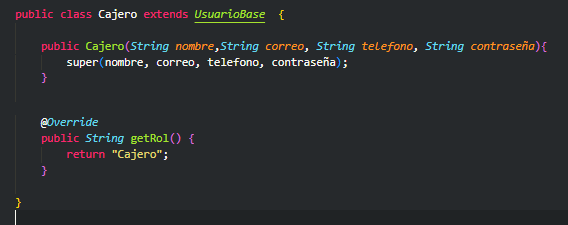 public class Cajero extends UsuarioBase  {
public Cajero(String nombre,String correo, String telefono, String contraseña){
super(nombre, correo, telefono, contraseña);
}
@Override
public String getRol() {
return "Cajero";
}
}